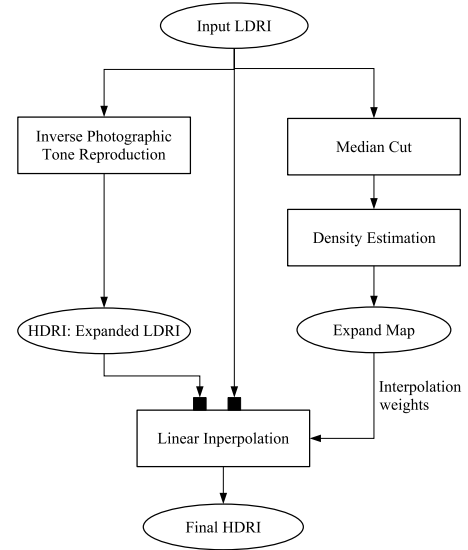 Input LDRI
Inverse Photographic
Tone Reproduction
Median Cut
Density Estimation
HDRI: Expanded LDRI
Expand Map
Interpolation
weights
Linear Inperpolation
Final HDRI